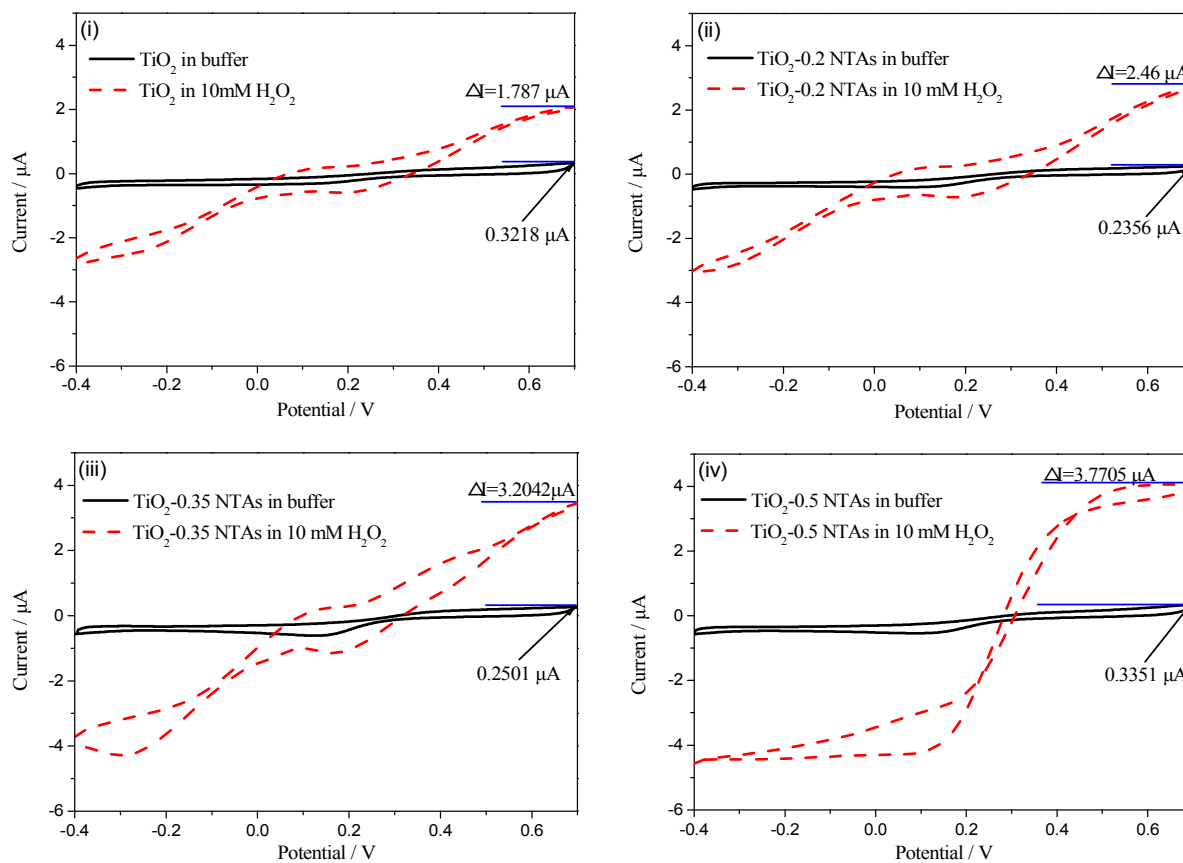 (i)
TiO₂ in buffer
TiO₂ in 10mM H₂O₂
△I=1.787 μA
0.3218 μA
4
2
0
-2
-4
-6
Current / μA
-0.4 -0.2 0.0 0.2 0.4 0.6
Potential / V
(ii)
TiO₂-0.2 NTAs in buffer
TiO₂-0.2 NTAs in 10 mM H₂O₂
△I=2.46 μA
0.2356 μA
4
2
0
-2
-4
-6
Current / μA
-0.4 -0.2 0.0 0.2 0.4 0.6
Potential / V
(iii)
TiO₂-0.35 NTAs in buffer
TiO₂-0.35 NTAs in 10 mM H₂O₂
△I=3.2042μA
0.2501 μA
4
2
0
-2
-4
-6
Current / μA
-0.4 -0.2 0.0 0.2 0.4 0.6
Potential / V
(iv)
TiO₂-0.5 NTAs in buffer
TiO₂-0.5 NTAs in 10 mM H₂O₂
△I=3.7705 μA
0.3351 μA
4
2
0
-2
-4
-6
Current / μA
-0.4 -0.2 0.0 0.2 0.4 0.6
Potential / V